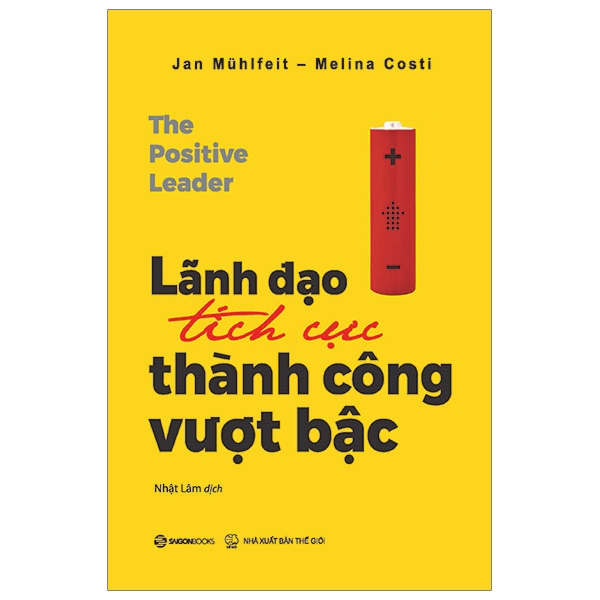 Jan Mühlfeit – Melina Costi
The
Positive
Leader
Lãnh đạo
tích cực
thành công
vượt bậc
Nhật Lâm dịch
SAIGONBOOKS
NHÀ XUẤT BẢN THẾ GIỚI